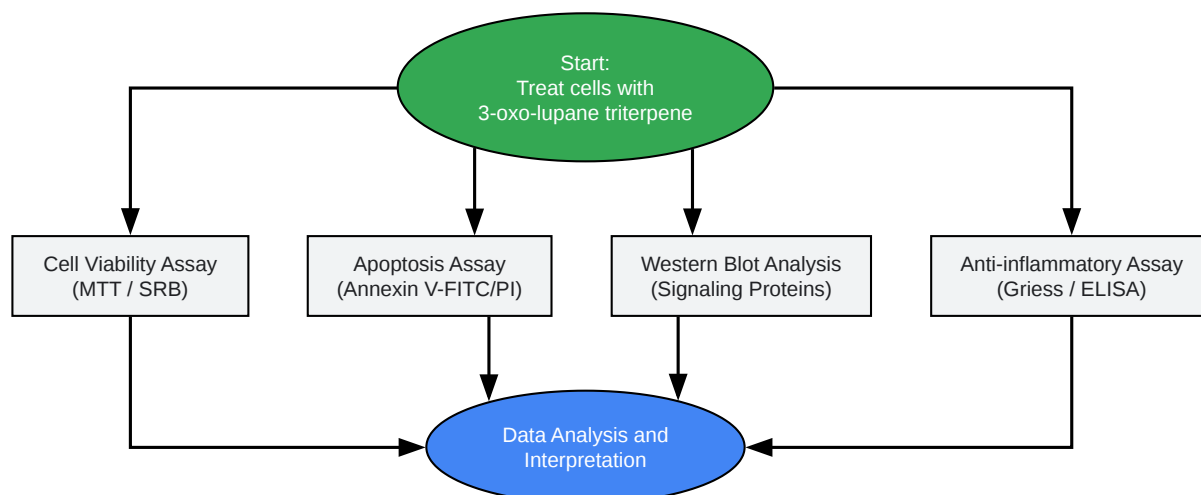 Start:
Treat cells with
3-oxo-lupane triterpene
Cell Viability Assay
(MTT / SRB)
Apoptosis Assay
(Annexin V-FITC/PI)
Western Blot Analysis
(Signaling Proteins)
Anti-inflammatory Assay
(Griess / ELISA)
Data Analysis and
Interpretation